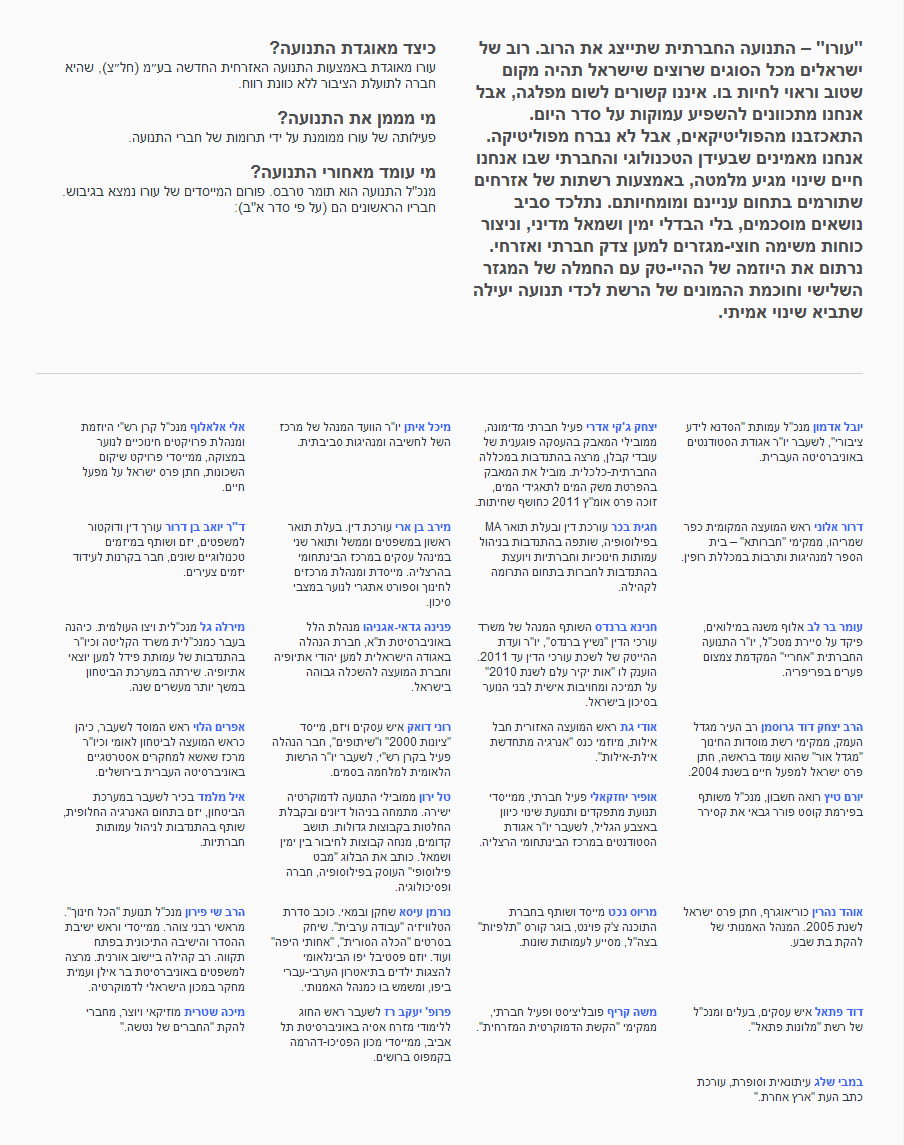 "עורו" – התנועה החברתית שתייצג את הרוב. רוב של
ישראלים מכל הסוגים שרוצים שישראל תהיה מקום
שטוב וראוי לחיות בו. איננו קשורים לשום מפלגה, אבל
אנחנו מתכוונים להשפיע עמוקות על סדר היום.
התאכזבנו מהפוליטיקאים, אבל לא נברח מפוליטיקה.
אנחנו מאמינים שבעידן הטכנולוגי והחברתי שבו אנחנו
חיים שינוי מגיע מלמטה, באמצעות רשתות של אזרחים
שתורמים בתחום עניינם ומומחיותם. נתלכד סביב
נושאים מוסכמים, בלי הבדלי ימין ושמאל מדיני, וניצור
כוחות משימה חוצי-מגזרים למען צדק חברתי ואזרחי.
נרתום את היוזמה של ההיי-טק עם החמלה של המגזר
השלישי וחוכמת ההמונים של הרשת לכדי תנועה יעילה
שתביא שינוי אמיתי.
כיצד מאוגדת התנועה?
עורו מאוגדת באמצעות התנועה האזרחית החדשה בע״מ (חל״צ), שהיא
חברה לתועלת הציבור ללא כוונת רווח.
מי מממן את התנועה?
פעילותה של עורו ממומנת על ידי תרומות של חברי התנועה.
מי עומד מאחורי התנועה?
מנכ"ל התנועה הוא תומר טרבס. פורום המייסדים של עורו נמצא בגיבוש.
חבריו הראשונים הם (על פי סדר א"ב):
יובל אדמון מנכ"ל עמותת "הסדנא לידע
ציבורי", לשעבר יו"ר אגודת הסטודנטים
באוניברסיטה העברית.
יצחק ג'קי אדרי פעיל חברתי מדימונה,
ממובילי המאבק בהעסקה פוגענית של
עובדי קבלן, מרצה בהתנדבות במכללה
החברתית-כלכלית. מוביל את המאבק
בהפרטת משק המים לתאגידי המים,
זוכה פרס אומ"ץ 2011 כחושף שחיתות.
מיכל איתן יו"ר הוועד המנהל של מרכז
השל לחשיבה ומנהיגות סביבתית.
אלי אלאלוף מנכ"ל קרן רש"י היוזמת
ומנהלת פרויקטים חינוכיים לנוער
במצוקה, ממייסדי פרויקט שיקום
השכונות, חתן פרס ישראל על מפעל
חיים.
דרור אלוני ראש המועצה המקומית כפר
שמריהו, ממקימי "חברותא" – בית
הספר למנהיגות ותרבות במכללת רופין.
חגית בכר עורכת דין ובעלת תואר MA
בפילוסופיה, שותפה בהתנדבות בניהול
עמותות חינוכיות וחברתיות ויועצת
בהתנדבות לחברות בתחום התרומה
לקהילה.
מירב בן ארי עורכת דין. בעלת תואר
ראשון במשפטים וממשל ותואר שני
במינהל עסקים במרכז הבינתחומי
בהרצליה. מייסדת ומנהלת מרכזים
לחינוך וספורט אתגרי לנוער במצבי
סיכון.
ד"ר יואב בן דרור עורך דין ודוקטור
למשפטים, יזם ושותף במיזמים
טכנולוגיים שונים, חבר בקרנות לעידוד
יזמים צעירים.
עומר בר לב אלוף משנה במילואים,
פיקד על סיירת מטכ"ל, יו"ר התנועה
החברתית "אחריי" המקדמת צמצום
פערים בפריפריה.
חנינא ברנדס השותף המנהל של משרד
עורכי הדין "נשיץ ברנדס", יו"ר ועדת
ההייטק של לשכת עורכי הדין עד 2011.
הוענק לו "אות יקיר עלם לשנת 2010"
על תמיכה ומחויבות אישית לבני הנוער
בסיכון בישראל.
פנינה גדאי-אגניהו מנהלת הלל
באוניברסיטת ת"א, חברת הנהלה
באגודה הישראלית למען יהודי אתיופיה
וחברת המועצה להשכלה גבוהה
בישראל.
מירלה גל מנכ"לית ויצו העולמית. כיהנה
בעבר כמנכ"לית משרד הקליטה וכיו"ר
בהתנדבות של עמותת פידל למען יוצאי
אתיופיה. שירתה במערכת הביטחון
במשך יותר מעשרים שנה.
הרב יצחק דוד גרוסמן רב העיר מגדל
העמק, ממקימי רשת מוסדות החינוך
"מגדל אור" שהוא עומד בראשה, חתן
פרס ישראל למפעל חיים בשנת 2004.
אודי גת ראש המועצה האזורית חבל
אילות, מיוזמי כנס "אנרגיה מתחדשת
אילת-אילות".
רוני דואק איש עסקים ויזם, מייסד
"ציונות 2000" ו"שיתופים", חבר הנהלה
פעיל בקרן רש"י, לשעבר יו"ר הרשות
הלאומית למלחמה בסמים.
אפרים הלוי ראש המוסד לשעבר, כיהן
כראש המועצה לביטחון לאומי וכיו"ר
מרכז שאשא למחקרים אסטרטגיים
באוניברסיטה העברית בירושלים.
יורם טיץ רואה חשבון, מנכ"ל משותף
בפירמת קוסט פורר גבאי את קסירר
אופיר יחזקאלי פעיל חברתי, ממייסדי
תנועת מתפקדים ותנועת שינוי כיוון
באצבע הגליל, לשעבר יו"ר אגודת
הסטודנטים במרכז הבינתחומי הרצליה.
טל ירון ממובילי התנועה לדמוקרטיה
ישירה. מתמחה בניהול דיונים ובקבלת
החלטות בקבוצות גדולות. תושב
קדומים, מנחה קבוצות לחיבור בין ימין
ושמאל. כותב את הבלוג "מבט
פילוסופי" העוסק בפילוסופיה, חברה
ופסיכולוגיה.
איל מלמד בכיר לשעבר במערכת
הביטחון, יזם בתחום האנרגיה החלופית,
שותף בהתנדבות לניהול עמותות
חברתיות.
אוהד נהרין כוריאוגרף, חתן פרס ישראל
לשנת 2005. המנהל האמנותי של
להקת בת שבע.
מריוס נכט מייסד ושותף בחברת
התוכנה צ'ק פוינט, בוגר קורס "תלפיות"
בצה"ל, מסייע לעמותות שונות.
נורמן עיסא שחקן ובמאי. כוכב סדרת
הטלוויזיה "עבודה ערבית". שיחק
בסרטים "הכלה הסורית", "אחותי היפה"
ועוד. יוזם פסטיבל יפו הבינלאומי
להצגות ילדים בתיאטרון הערבי-עברי
ביפו, ומשמש בו כמנהל האמנותי.
הרב שי פירון מנכ"ל תנועת "הכל חינוך".
מראשי רבני צוהר. ממייסדי וראש ישיבת
ההסדר והישיבה התיכונית בפתח
תקווה. רב קהילה ביישוב אורנית. מרצה
למשפטים באוניברסיטת בר אילן ועמית
מחקר במכון הישראלי לדמוקרטיה.
דוד פתאל איש עסקים, בעלים ומנכ"ל
של רשת "מלונות פתאל".
משה קריף פובליציסט ופעיל חברתי,
ממקימי "הקשת הדמוקרטית המזרחית".
פרופ' יעקב רז לשעבר ראש החוג
ללימודי מזרח אסיה באוניברסיטת תל
אביב, ממייסדי מכון הפסיכו-דהרמה
בקמפוס ברושים.
מיכה שטרית מוזיקאי ויוצר, מחברי
להקת "החברים של נטשה."
במבי שלג עיתונאית וסופרת, עורכת
כתב העת "ארץ אחרת."